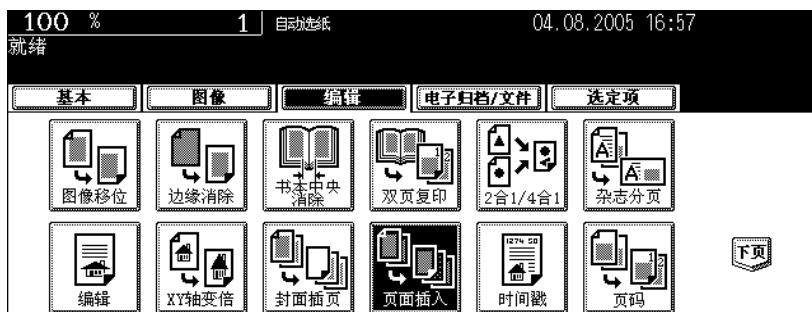 100 % 1 自动选纸 04.08.2005 16:57
就绪
基本 图像 编辑 电子归档/文件 选定项
图像移位 边缘消除 书本中央消除 双页复印 2合1/4合1 杂志分页
下页
编辑 XY轴变倍 封面插页 页面插入 时间戳 页码